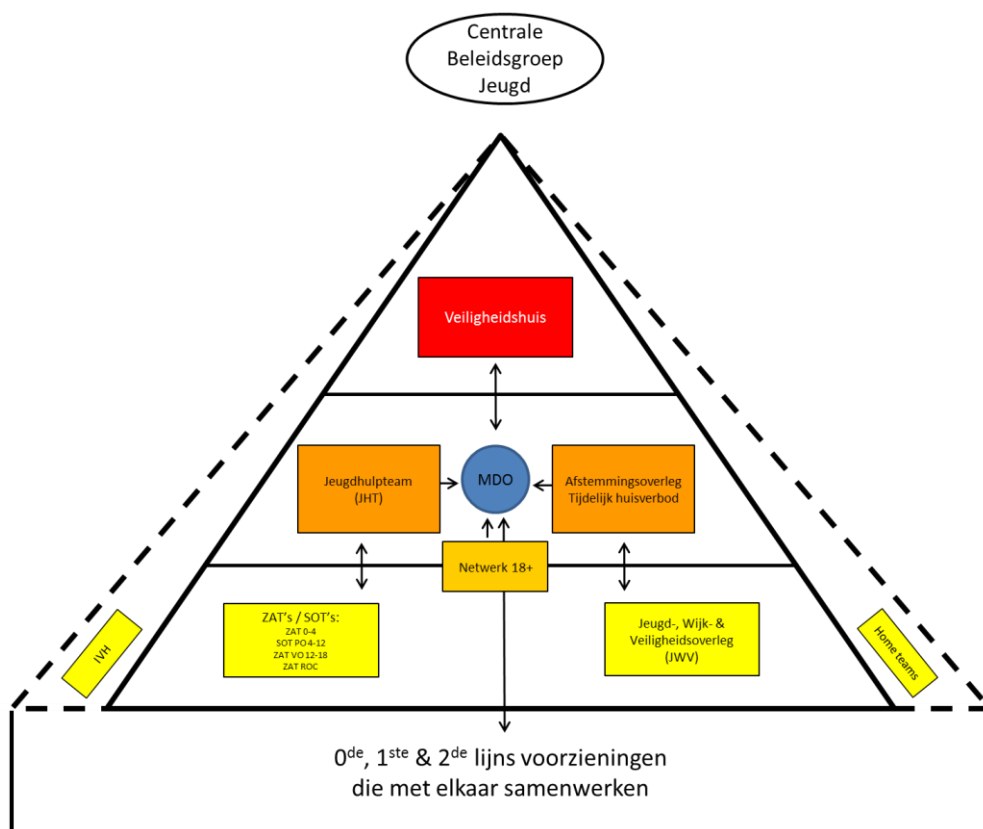 Centrale
Beleidsgroep
Jeugd
Veiligheidshuis
Jeugdhulpteam
(JHT)
MDO
Afstemmingsoverleg
Tijdelijk huisverbod
Netwerk 18+
ZAT's / SOT's:
ZAT 0-4
SOT PO 4-12
ZAT VO 12-18
ZAT ROC
Jeugd-, Wijk- &
Veiligheidsoverleg
(JWV)
IVH
Home teams
0de, 1ste & 2de lijns voorzieningen
die met elkaar samenwerken